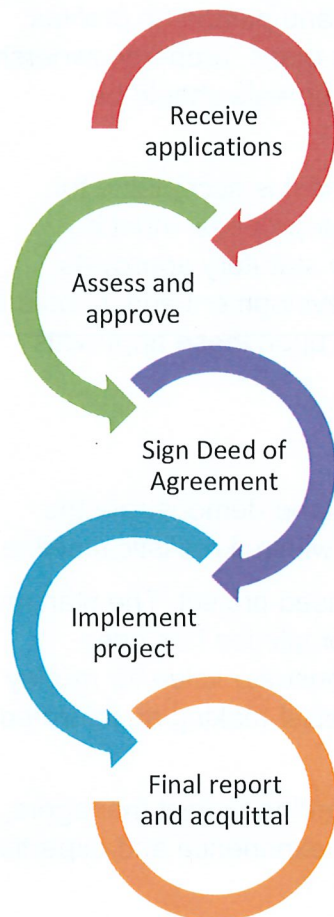 Receive
applications
Assess and
approve
Sign Deed of
Agreement
Implement
project
Final report
and acquittal